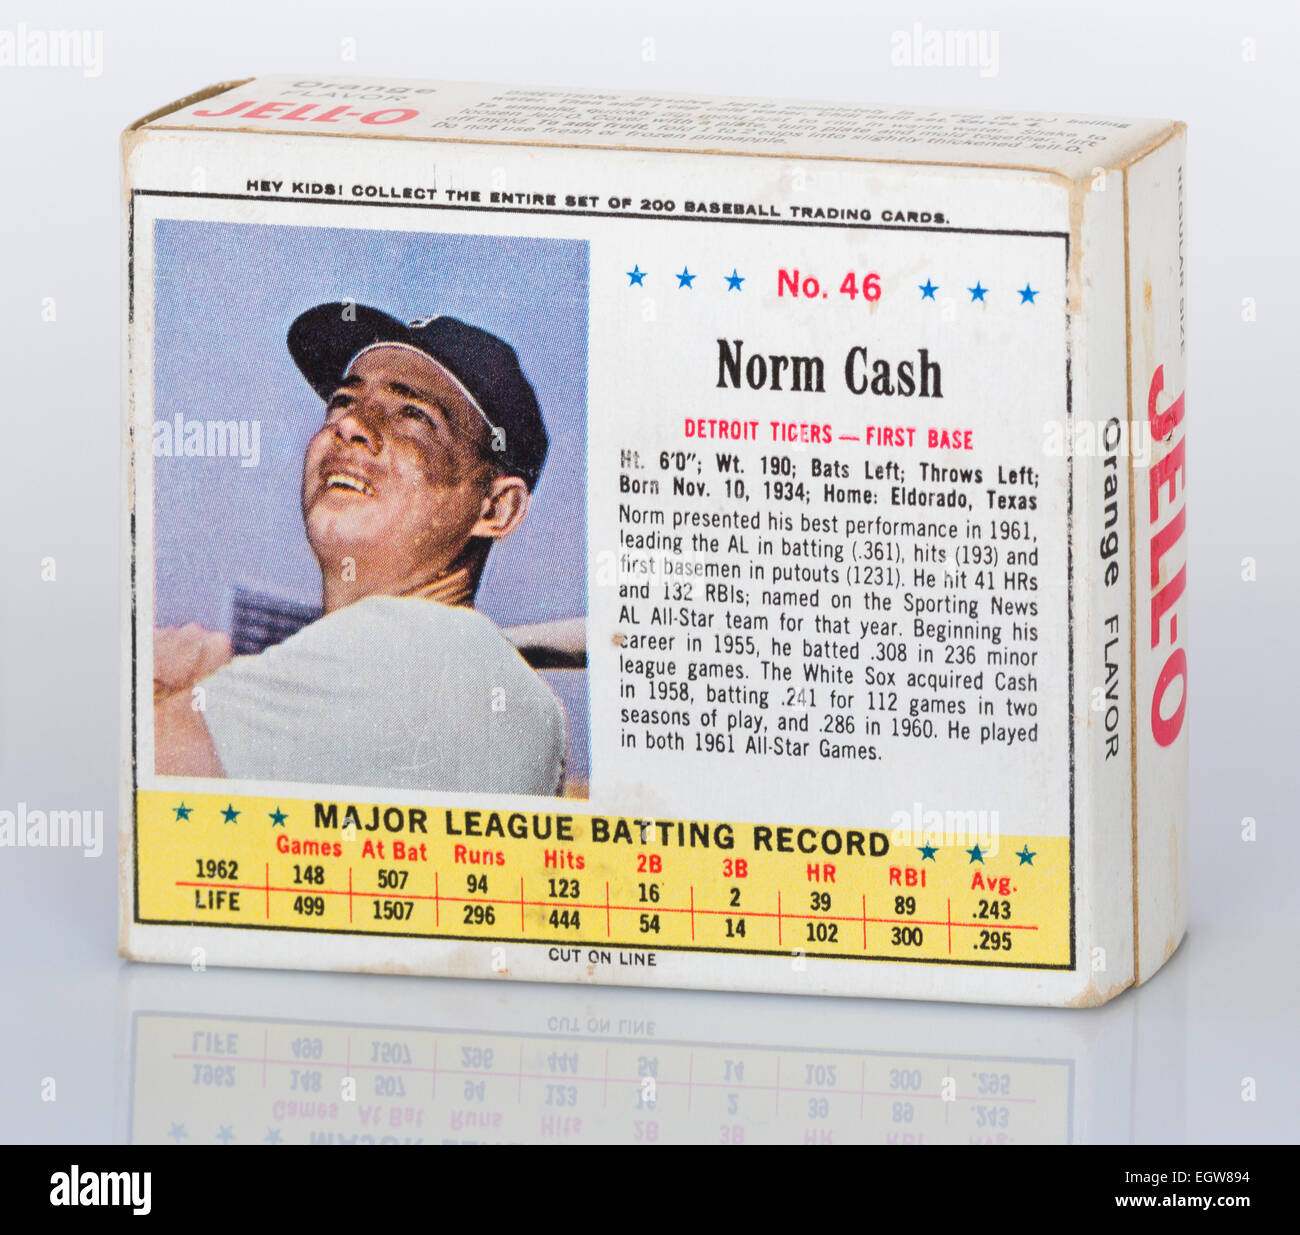 Orange
FLAVOR
JELL-O
HEY KIDS! COLLECT THE ENTIRE SET OF 200 BASEBALL TRADING CARDS.
No. 46
Norm Cash
DETROIT TIGERS — FIRST BASE
Ht. 6'0"; Wt. 190; Bats Left; Throws Left;
Born Nov. 10, 1934; Home: Eldorado, Texas
Norm presented his best performance in 1961,
leading the AL in batting (.361), hits (193) and
first basemen in putouts (1231). He hit 41 HRs
and 132 RBIs; named on the Sporting News
AL All-Star team for that year. Beginning his
career in 1955, he batted .308 in 236 minor
league games. The White Sox acquired Cash
in 1958, batting .241 for 112 games in two
seasons of play, and .286 in 1960. He played
in both 1961 All-Star Games.
MAJOR LEAGUE BATTING RECORD
Games At Bat Runs Hits 2B 3B HR RBI Avg.
1962 148 507 94 123 16 2 39 89 .243
LIFE 499 1507 296 444 54 14 102 300 .295
CUT ON LINE
REGULAR SIZE
JELL-O
Orange FLAVOR
alamy
a
alamy
Image ID: EGW894
www.alamy.com